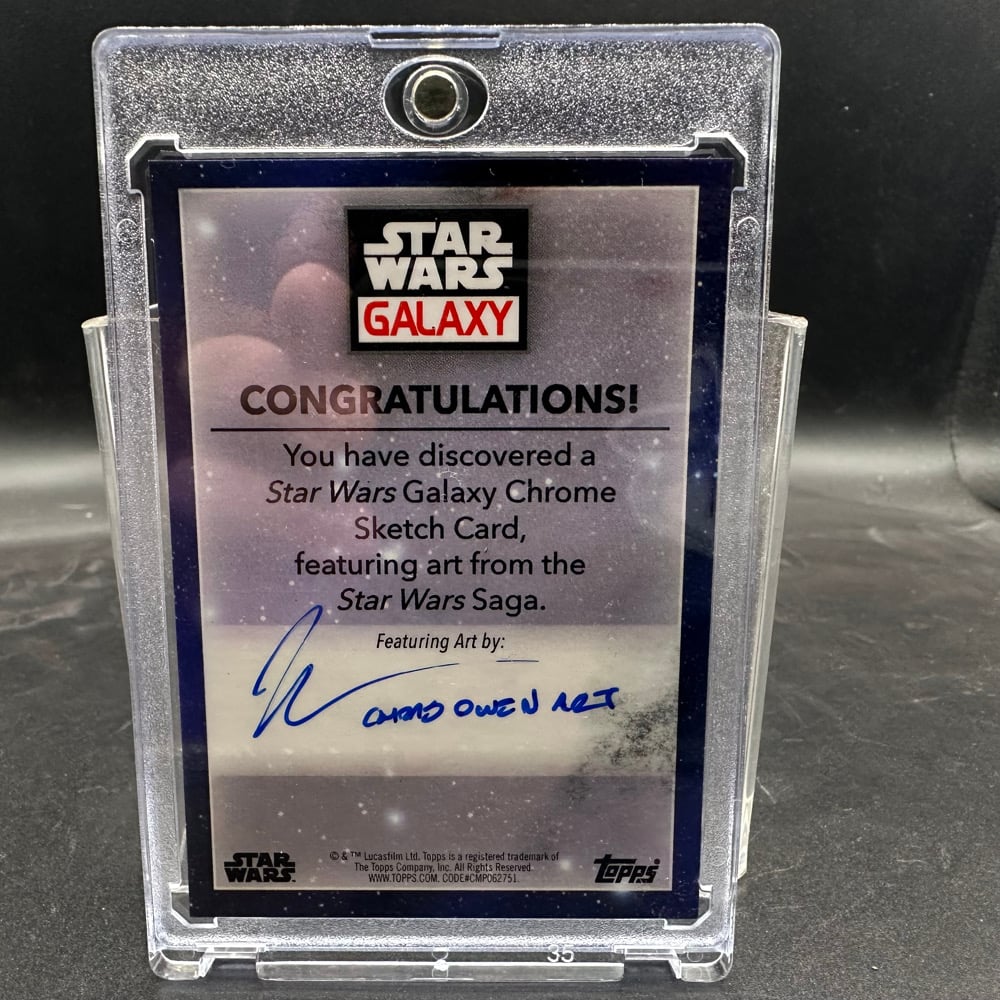 STAR
WARS
GALAXY
CONGRATULATIONS!
You have discovered a
Star Wars Galaxy Chrome
Sketch Card,
featuring art from the
Star Wars Saga.
Featuring Art by:
OWEN ART
STAR
WARS
© & ™ Lucasfilm Ltd. Topps is a registered trademark of
The Topps Company, Inc. All Rights Reserved.
WWW.TOPPS.COM. CODE#CMP062751.
Topps
35